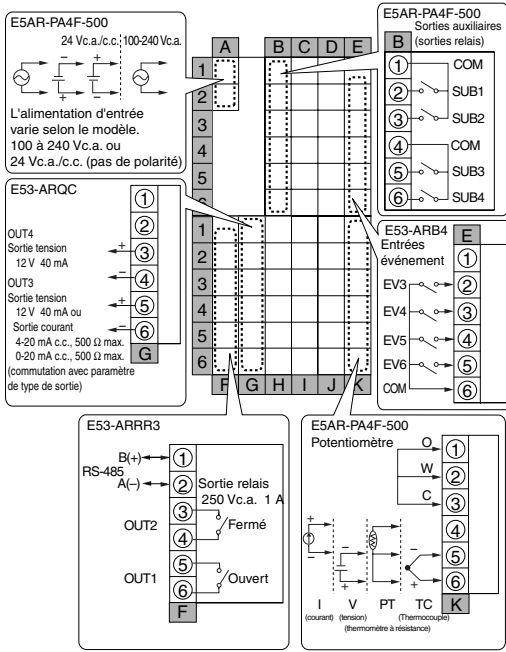 E5AR-PA4F-500
24 Vc.a./c.c. 100-240 Vc.a.
− − +
+ + −
L'alimentation d'entrée
varie selon le modèle.
100 à 240 Vc.a. ou
24 Vc.a./c.c. (pas de polarité)
A B C D E
1
2
3
4
5
6
1
2
3
4
5
6
F G H I J K
E5AR-PA4F-500
Sorties auxiliaires
(sorties relais)
B
① COM
② SUB1
③ SUB2
④ COM
⑤ SUB3
⑥ SUB4
E53-ARQC
①
②
OUT4
Sortie tension
12 V 40 mA
+ ③
− ④
OUT3
Sortie tension
12 V 40 mA ou
Sortie courant
4-20 mA c.c., 500 Ω max.
0-20 mA c.c., 500 Ω max.
(commutation avec paramètre
de type de sortie)
+ ⑤
− ⑥
G
E53-ARB4
Entrées
événement
E
①
EV3 ②
EV4 ③
EV5 ④
EV6 ⑤
COM ⑥
E53-ARRR3
B(+) ①
RS-485
A(−) ②
Sortie relais
250 Vc.a. 1 A
OUT2
③
④
Fermé
OUT1
⑤
⑥
Ouvert
F
E5AR-PA4F-500
Potentiomètre
O ①
W ②
C ③
④
⑤
⑥
K
+
−
−
+
−
+
I V PT TC
(courant) (tension) (Thermocouple)
(thermomètre à résistance)